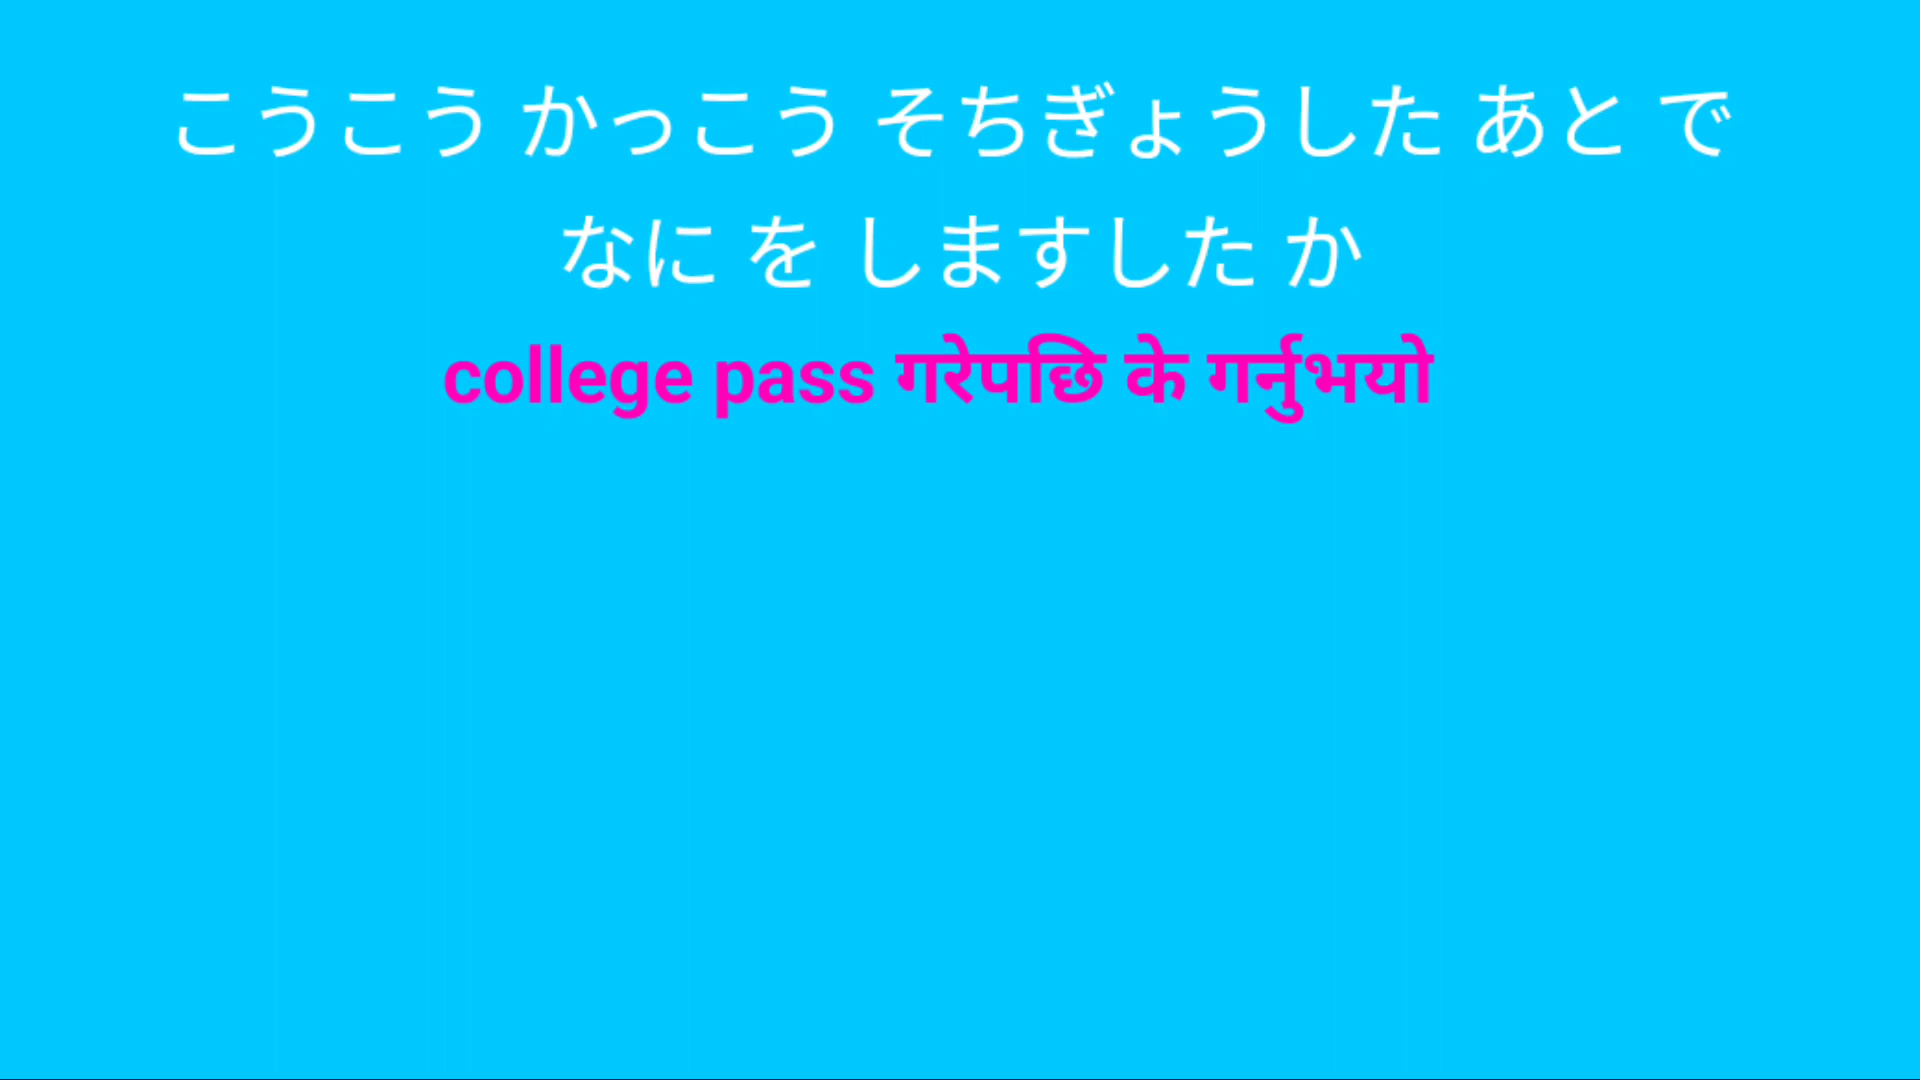 こうこう かっこう そちぎょうした あと で
なに を しますした か
college pass गरेपछि के गर्नुभयो